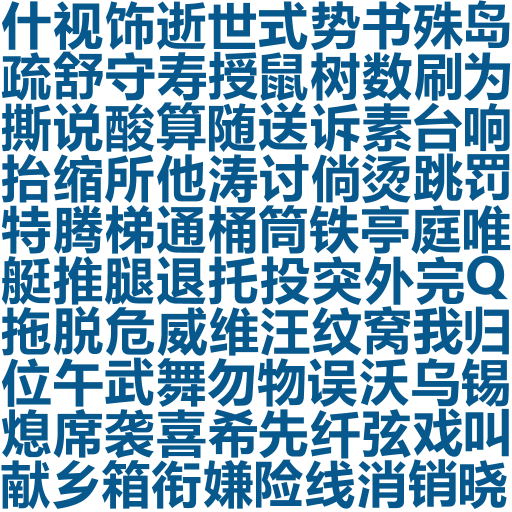 什视饰逝世式势书殊岛
疏舒守寿授鼠树数刷为
撕说酸算随送诉素台响
抬缩所他涛讨倘烫跳罚
特腾梯通桶筒铁亭庭唯
艇推腿退托投突外完Q
拖脱危威维汪纹窝我归
位午武舞勿物误沃乌锡
熄席袭喜希先纤弦戏叫
献乡箱衔嫌险线消销晓